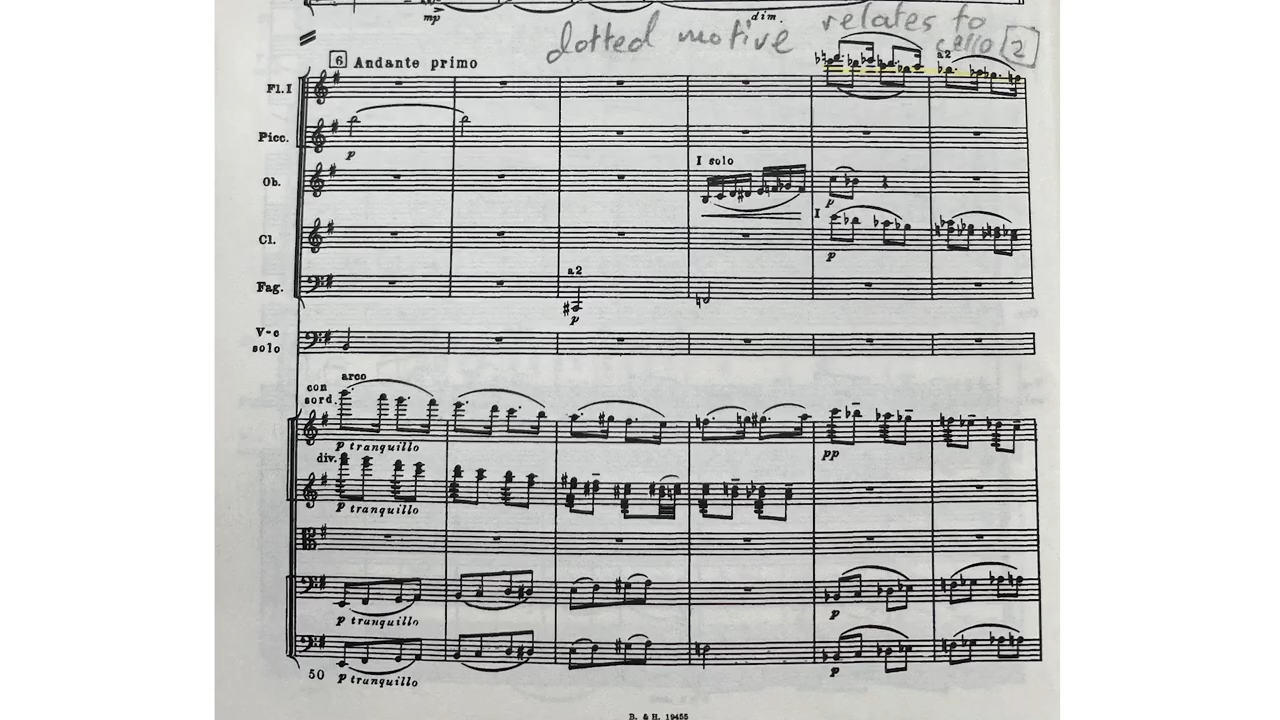 mp dim.
dotted motive relates to
cello [2]
6 Andante primo
a2
Fl.I
Picc.
p
I solo
Ob.
p
I
Cl.
p
a2
Fag.
p
V-c
solo
arco
con
sord.
p tranquillo
pp
div.
p tranquillo
p tranquillo
p
p tranquillo
p
50
B. & H. 19455